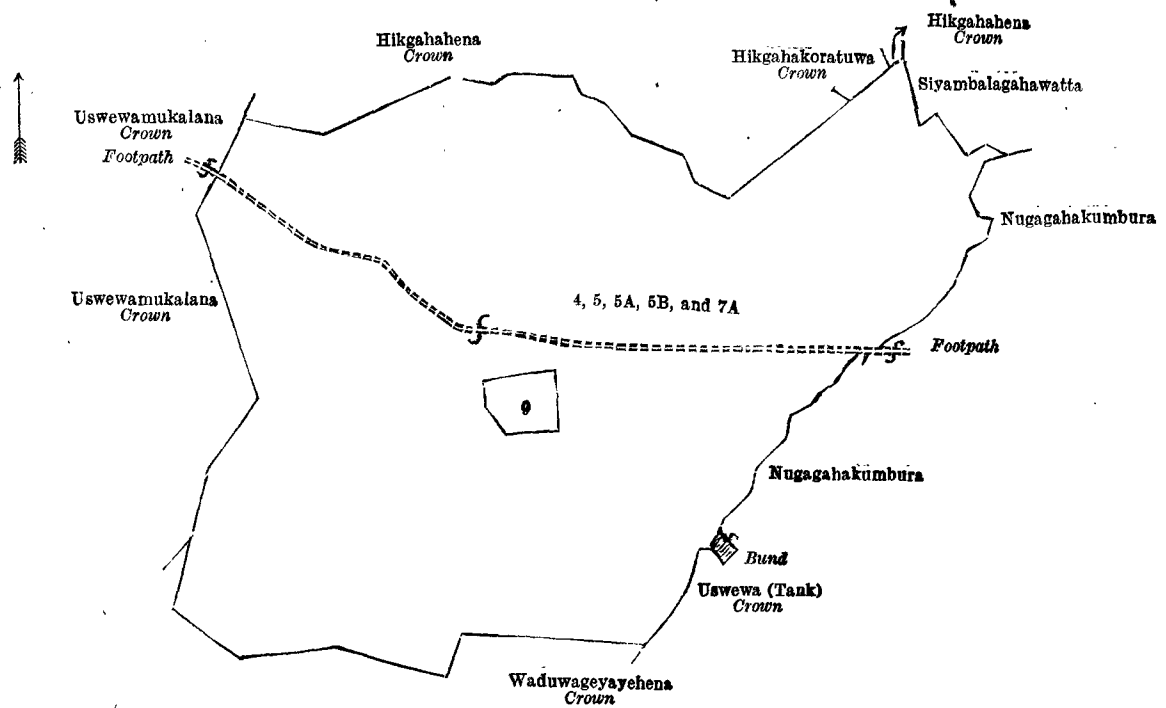 Hikgahahena
Crown
Hikgahahena
Crown
Hikgahakoratuwa
Crown
Siyambalagahawatta
Uswewamukalana
Crown
Footpath
Nugagahakumbura
Uswewamukalana
Crown
4, 5, 5A, 5B, and 7A
Footpath
9
Nugagahakumbura
Bund
Uswewa (Tank)
Crown
Waduwageyayehena
Crown